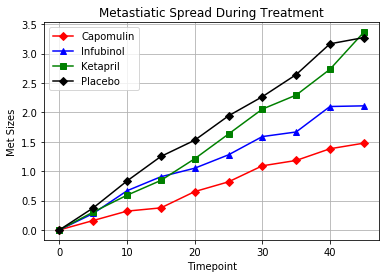 Metastiatic Spread During Treatment
Capomulin
Infubinol
Ketapril
Placebo
Met Sizes
3.5
3.0
2.5
2.0
1.5
1.0
0.5
0.0
0
10
20
30
40
Timepoint